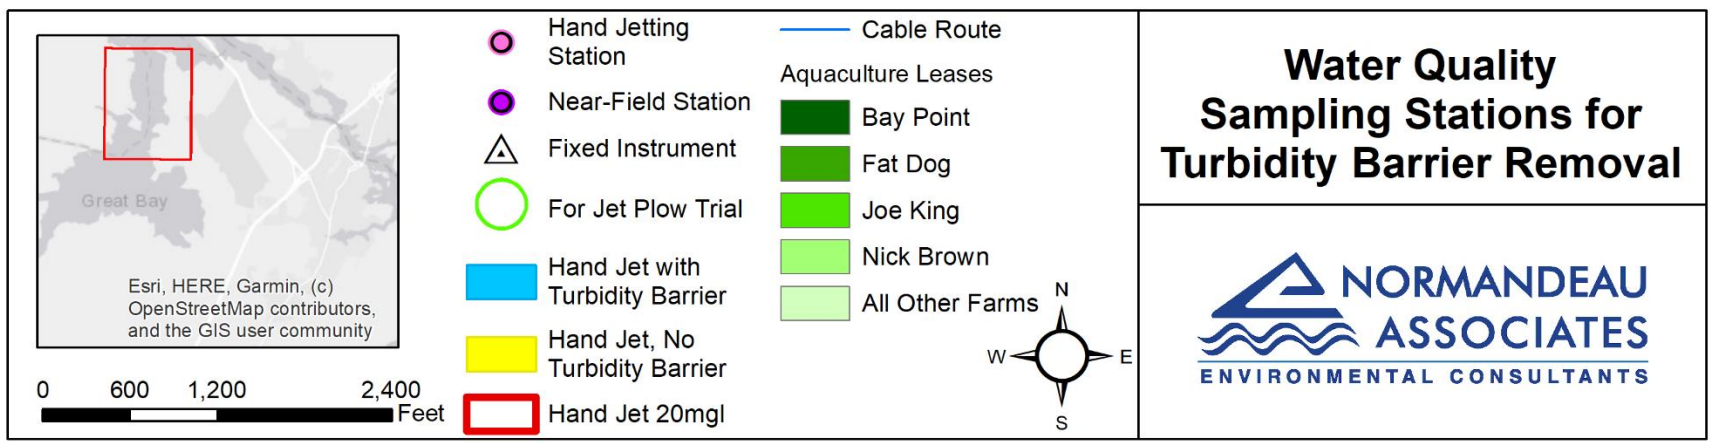 Great Bay
Esri, HERE, Garmin, (c)
OpenStreetMap contributors,
and the GIS user community
0 600 1,200 2,400
Feet
Hand Jetting
Station
Near-Field Station
Fixed Instrument
For Jet Plow Trial
Hand Jet with
Turbidity Barrier
Hand Jet, No
Turbidity Barrier
Hand Jet 20mgl
Cable Route
Aquaculture Leases
Bay Point
Fat Dog
Joe King
Nick Brown
All Other Farms
N
W E
S
Water Quality
Sampling Stations for
Turbidity Barrier Removal
NORMANDEAU
ASSOCIATES
ENVIRONMENTAL CONSULTANTS